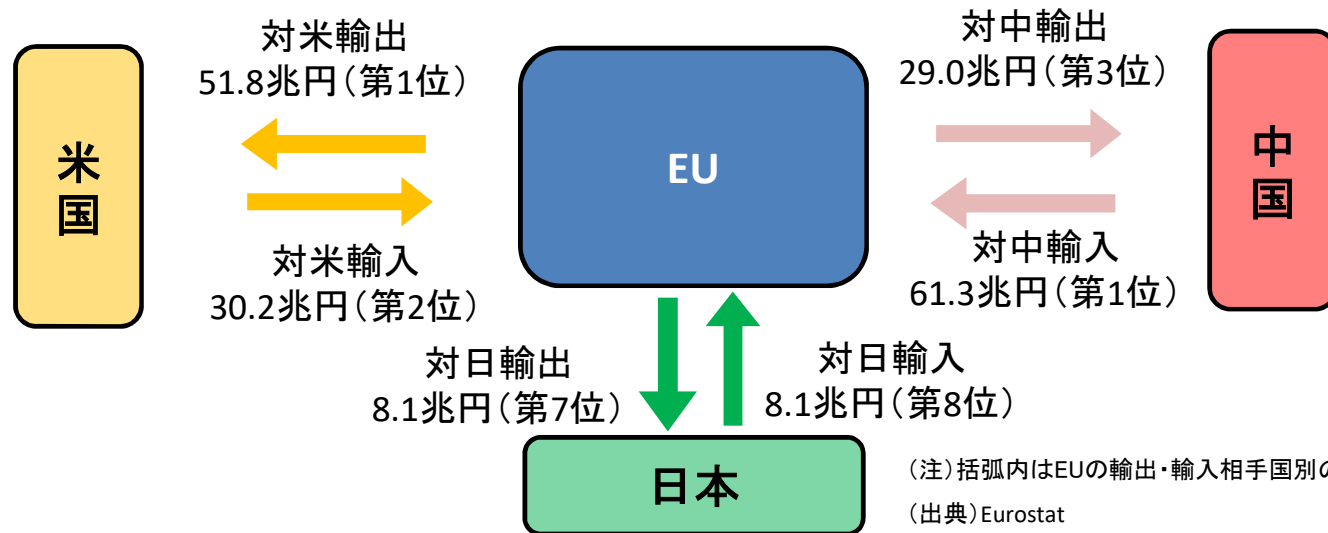 対米輸出
51.8兆円（第1位）
米国
対米輸入
30.2兆円（第2位）
EU
対中輸出
29.0兆円（第3位）
中国
対中輸入
61.3兆円（第1位）
対日輸出
8.1兆円（第7位）
対日輸入
8.1兆円（第8位）
日本
（注）括弧内はEUの輸出・輸入相手国別の
（出典）Eurostat